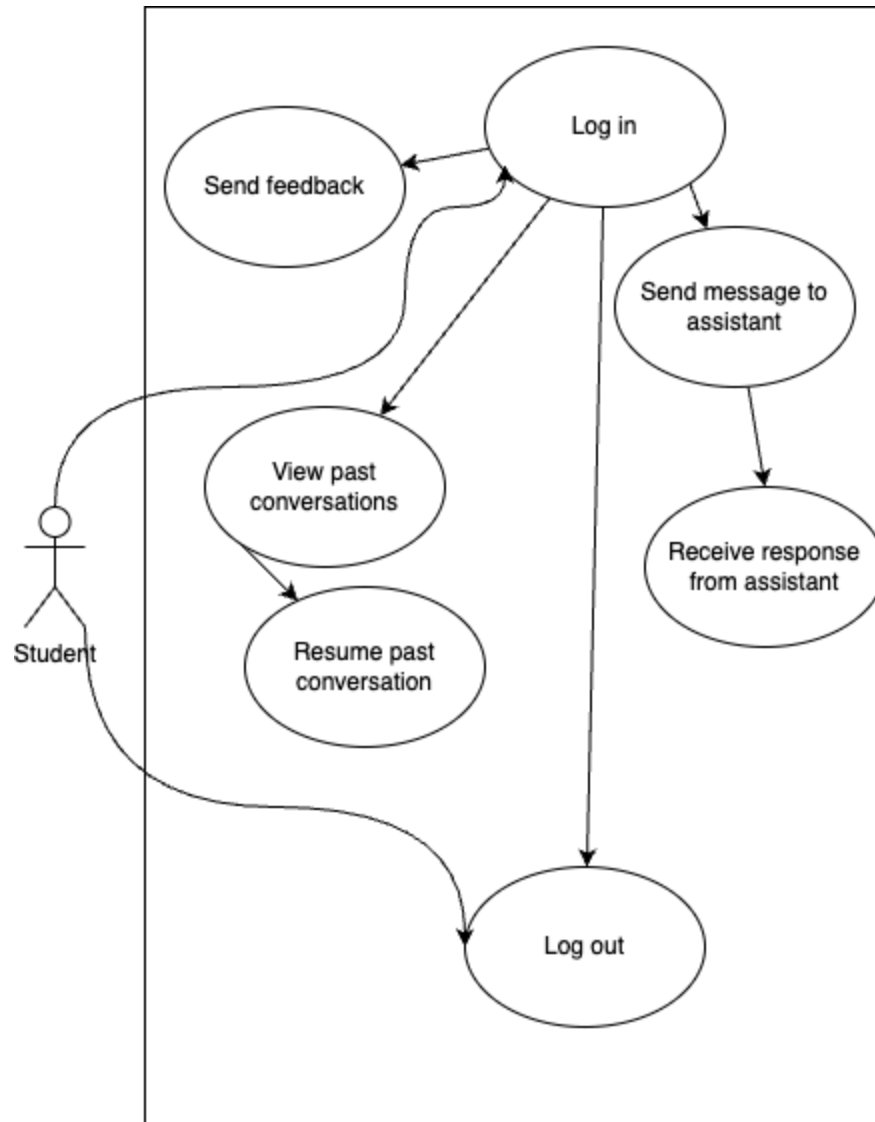 Log in
Send feedback
Send message to
assistant
View past
conversations
Receive response
from assistant
Student
Resume past
conversation
Log out